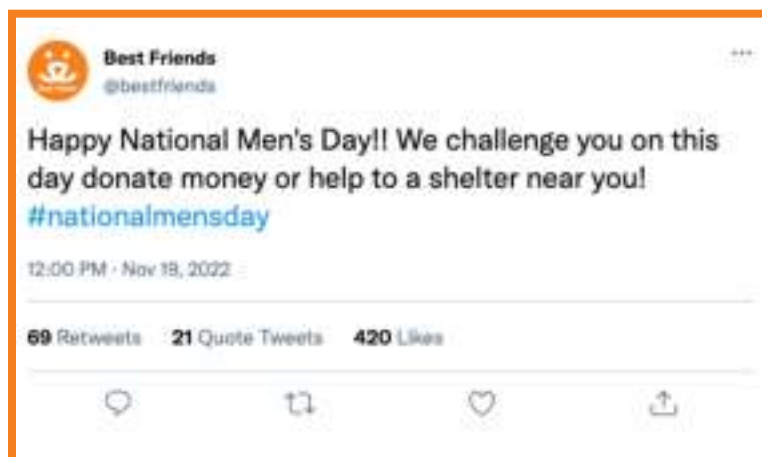 Best Friends
@bestfriends
Happy National Men's Day!! We challenge you on this
day donate money or help to a shelter near you!
#nationalmensday
12:00 PM · Nov 19, 2022
69 Retweets 21 Quote Tweets 420 Likes